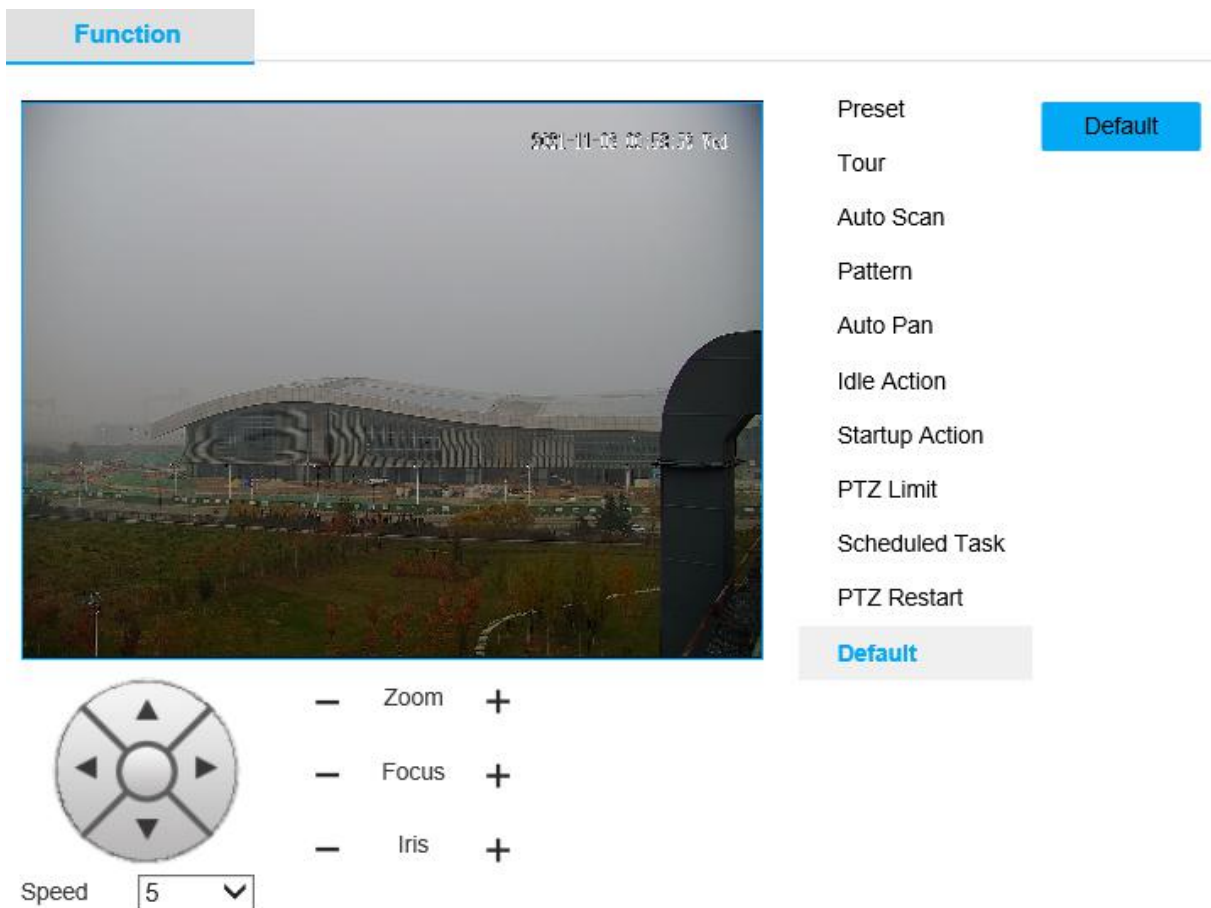 Function
Wed
Preset
Default
Tour
Auto Scan
Pattern
Auto Pan
Idle Action
Startup Action
PTZ Limit
Scheduled Task
PTZ Restart
Default
Zoom
Focus
Iris
Speed 5